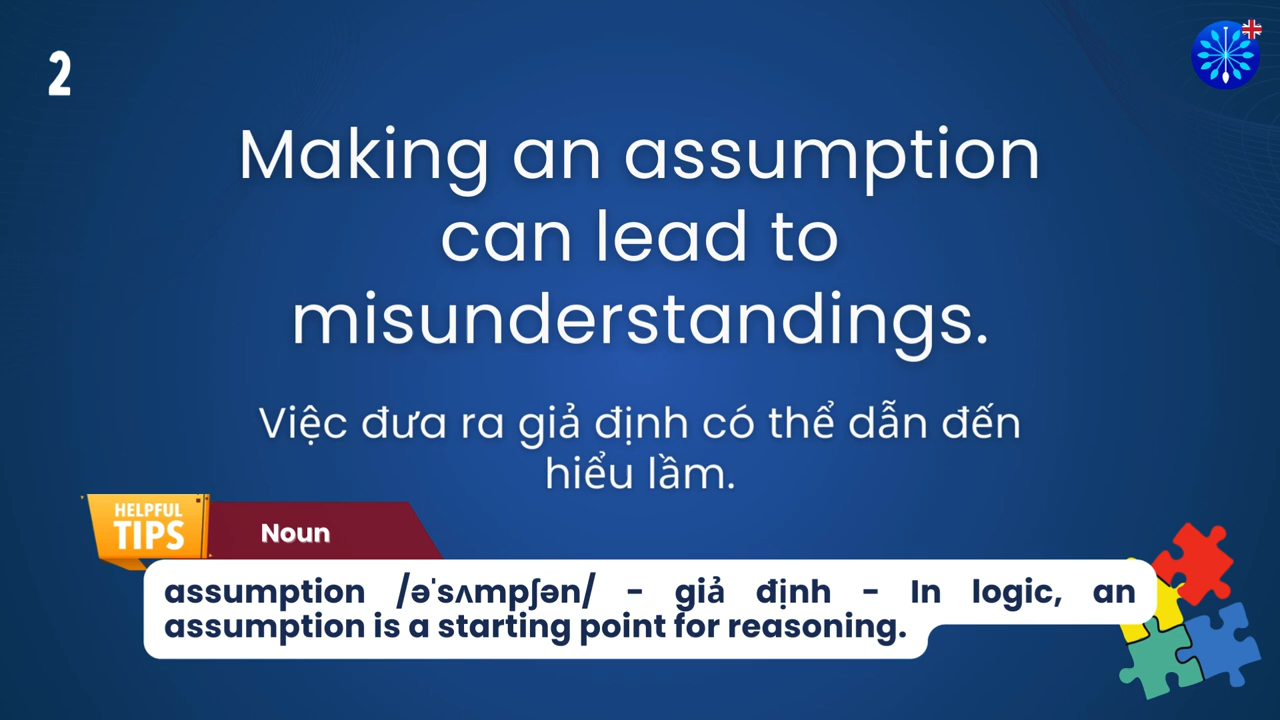 2
Making an assumption
can lead to
misunderstandings.
Việc đưa ra giả định có thể dẫn đến
hiểu lầm.
HELPFUL
TIPS
Noun
assumption /əˈsʌmpʃən/ - giả định - In logic, an
assumption is a starting point for reasoning.